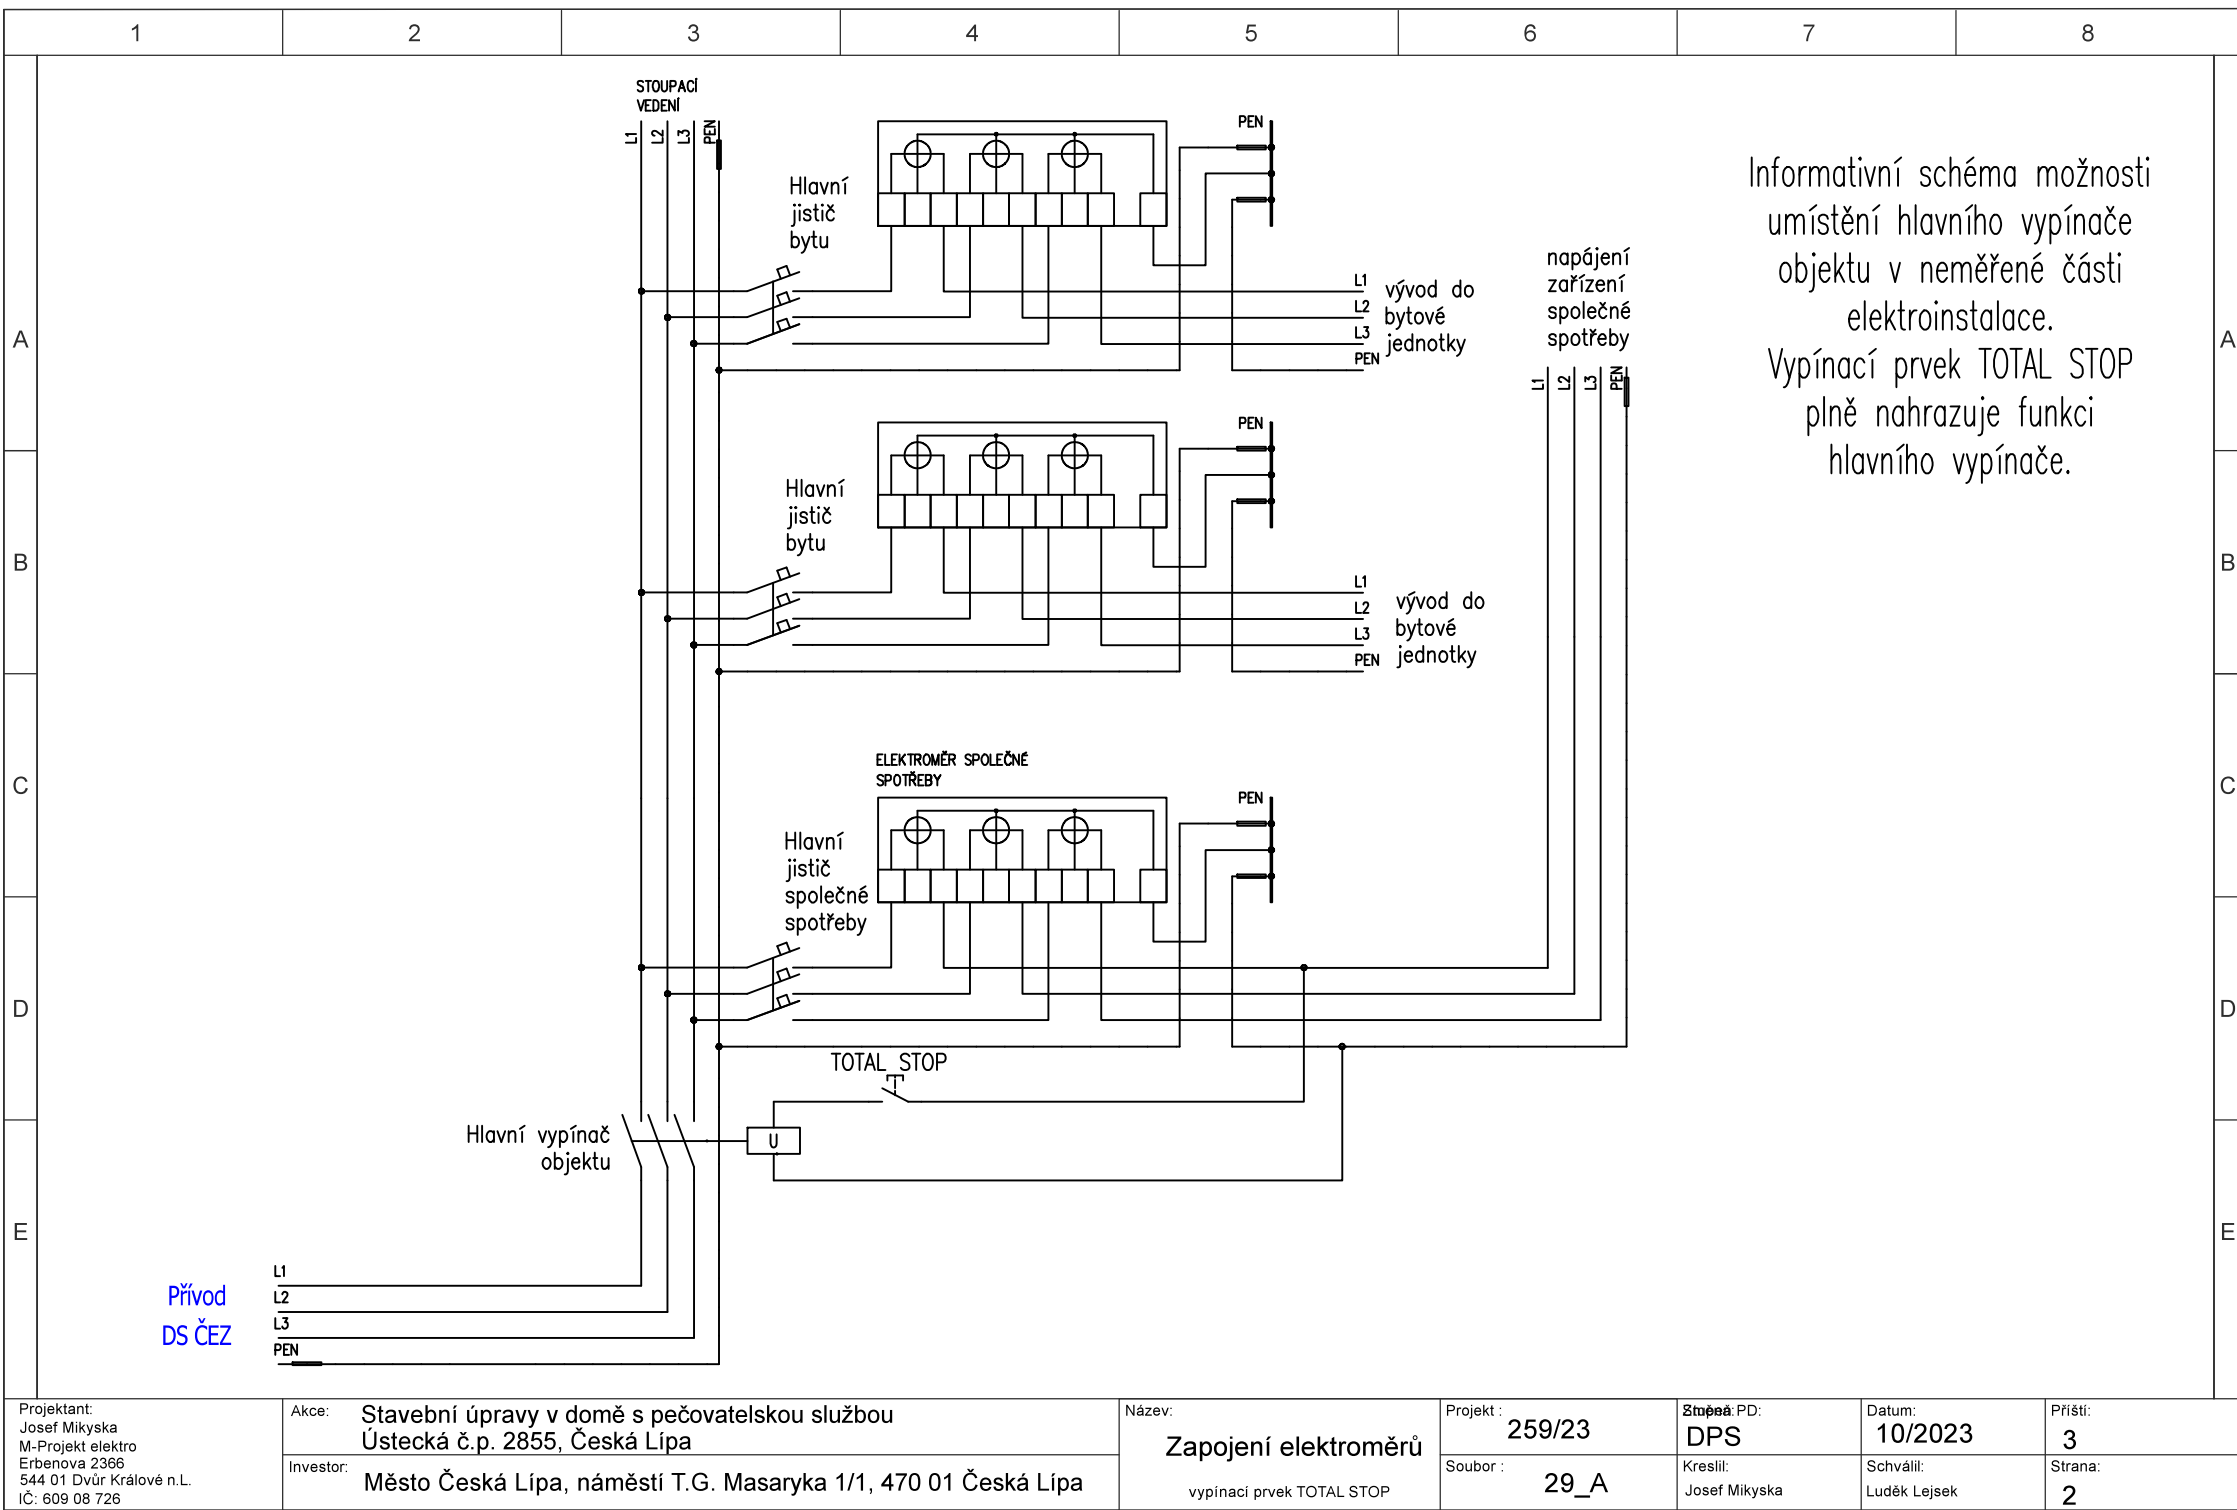 1 2 3 4 5 6 7 8
STOUPACÍ
VEDENÍ
L1 L2 L3 PEN
Hlavní
jistič
bytu
PEN
L1
L2
L3
PEN
vývod do
bytové
jednotky
napájení
zařízení
společné
spotřeby
L1 L2 L3 PEN
Informativní schéma možnosti
umístění hlavního vypínače
objektu v neměřené části
elektroinstalace.
Vypínací prvek TOTAL STOP
plně nahrazuje funkci
hlavního vypínače.
A A
Hlavní
jistič
bytu
PEN
L1
L2
L3
PEN
vývod do
bytové
jednotky
B B
ELEKTROMĚR SPOLEČNÉ
SPOTŘEBY
PEN
Hlavní
jistič
společné
spotřeby
C C
D D
TOTAL STOP
Hlavní vypínač
objektu
U
E E
Přívod
DS ČEZ
L1
L2
L3
PEN
Projektant:
Josef Mikyska
M-Projekt elektro
Erbenova 2366
544 01 Dvůr Králové n.L.
IČ: 609 08 726
Akce: Stavební úpravy v domě s pečovatelskou službou
Ústecká č.p. 2855, Česká Lípa
Investor: Město Česká Lípa, náměstí T.G. Masaryka 1/1, 470 01 Česká Lípa
Název:
Zapojení elektroměrů
vypínací prvek TOTAL STOP
Projekt : 259/23
Soubor : 29_A
PD:
DPS
Kreslil:
Josef Mikyska
Datum:
10/2023
Schválil:
Luděk Lejsek
Příští:
3
Strana:
2